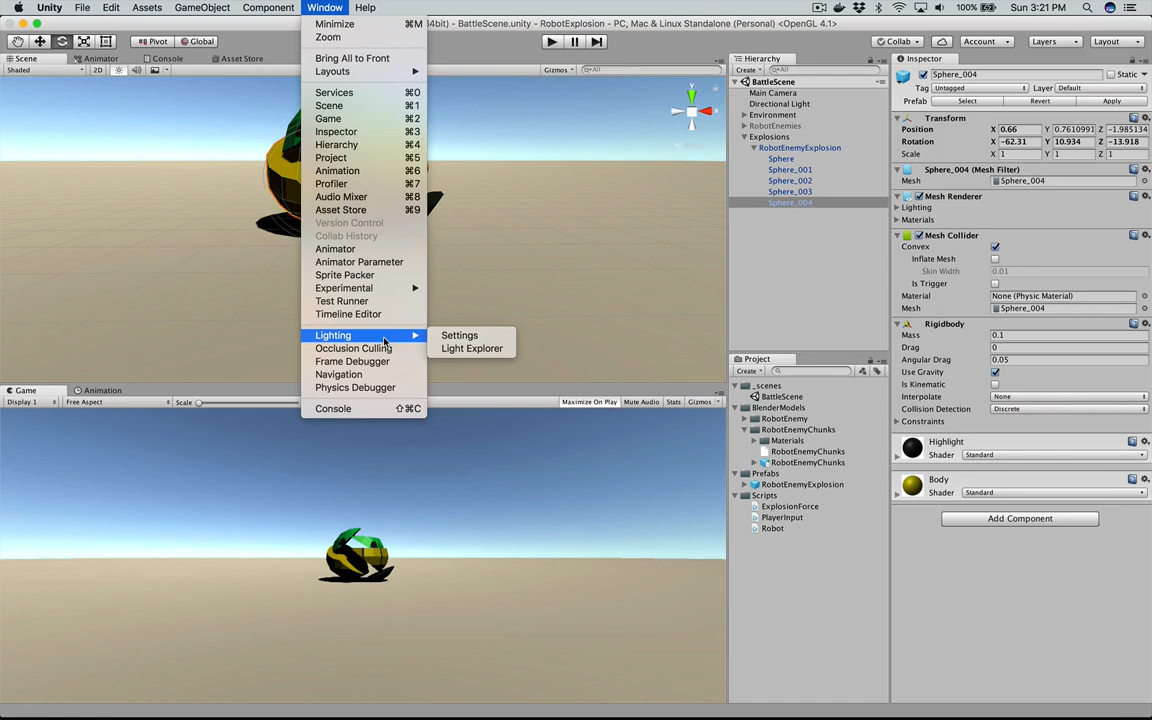 Unity File Edit Assets GameObject Component Window Help 100% Sun 3:21 PM
64bit) - BattleScene.unity - RobotExplosion - PC, Mac & Linux Standalone (Personal) <OpenGL 4.1>
Pivot Global Collab Account Layers Layout
Scene Animator Console Asset Store
Shaded 2D Gizmos All
Minimize ⌘M
Zoom
Bring All to Front
Layouts
Services ⌘0
Scene ⌘1
Game ⌘2
Inspector ⌘3
Hierarchy ⌘4
Project ⌘5
Animation ⌘6
Profiler ⌘7
Audio Mixer ⌘8
Asset Store ⌘9
Version Control
Collab History
Animator
Animator Parameter
Sprite Packer
Experimental
Test Runner
Timeline Editor
Lighting
Occlusion Culling
Frame Debugger
Navigation
Physics Debugger
Console ⇧⌘C
Settings
Light Explorer
y
Game Animation
Display 1 Free Aspect Scale Maximize On Play Mute Audio Stats Gizmos
Hierarchy
Create All
BattleScene
Main Camera
Directional Light
Environment
RobotEnemies
Explosions
RobotEnemyExplosion
Sphere
Sphere_001
Sphere_002
Sphere_003
Sphere_004
Project
Create
_scenes
BattleScene
BlenderModels
RobotEnemy
RobotEnemyChunks
Materials
RobotEnemyChunks
RobotEnemyChunks
Prefabs
RobotEnemyExplosion
Scripts
ExplosionForce
PlayerInput
Robot
Inspector
Sphere_004 Static
Tag Untagged Layer Default
Prefab Select Revert Apply
Transform
Position X 0.66 Y 0.7610991 Z -1.985134
Rotation X -62.31 Y 10.934 Z -13.918
Scale X 1 Y 1 Z 1
Sphere_004 (Mesh Filter)
Mesh Sphere_004
Mesh Renderer
Lighting
Materials
Mesh Collider
Convex
Inflate Mesh
Skin Width 0.01
Is Trigger
Material None (Physic Material)
Mesh Sphere_004
Rigidbody
Mass 0.1
Drag 0
Angular Drag 0.05
Use Gravity
Is Kinematic
Interpolate None
Collision Detection Discrete
Constraints
Highlight
Shader Standard
Body
Shader Standard
Add Component